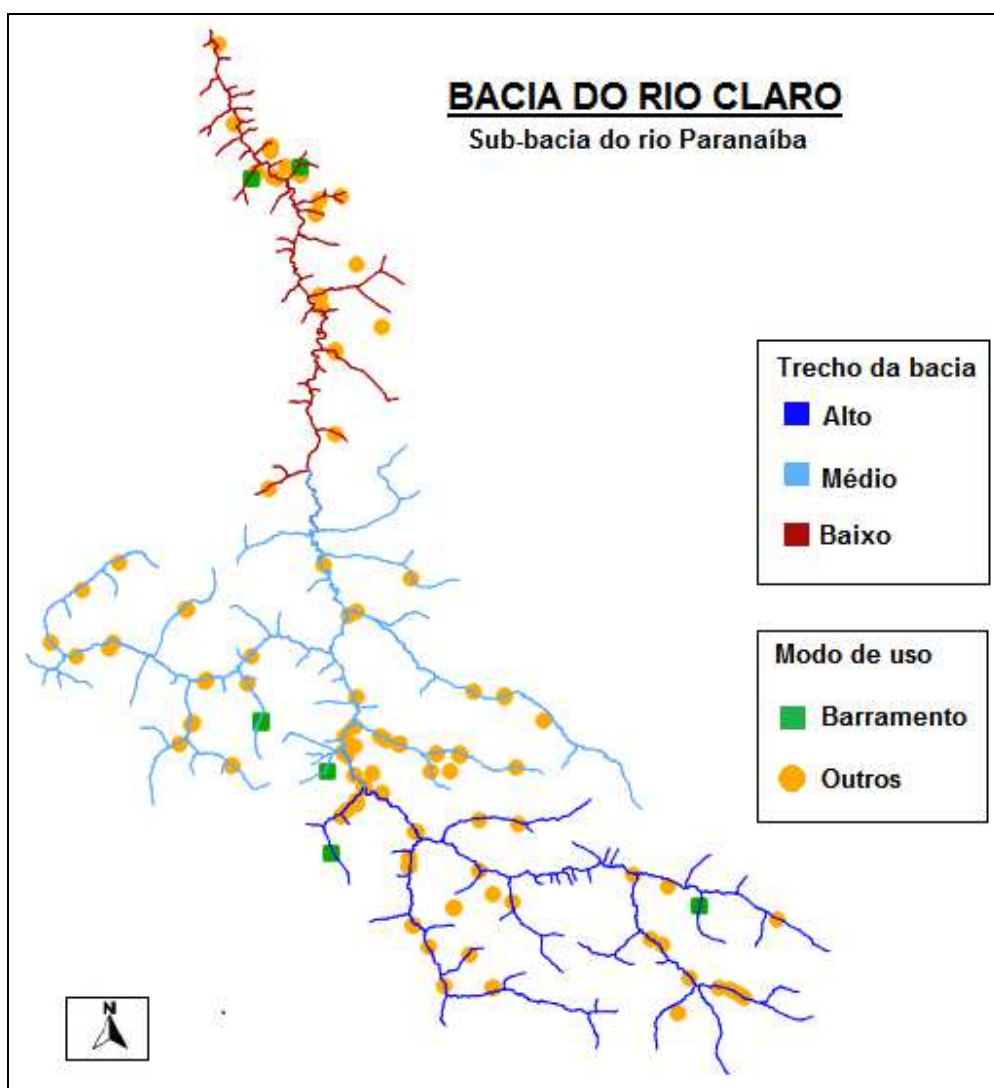 BACIA DO RIO CLARO
Sub-bacia do rio Paranaíba
Trecho da bacia
Alto
Médio
Baixo
Modo de uso
Barramento
Outros
N